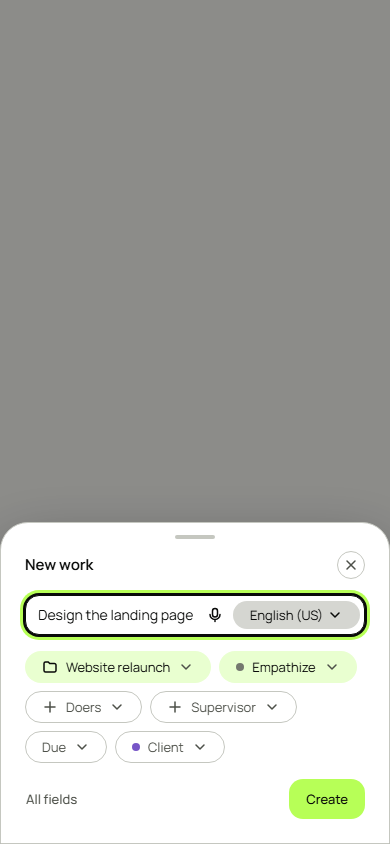 New work
Design the landing page English (US)
Website relaunch Empathize
Doers Supervisor
Due Client
All fields Create